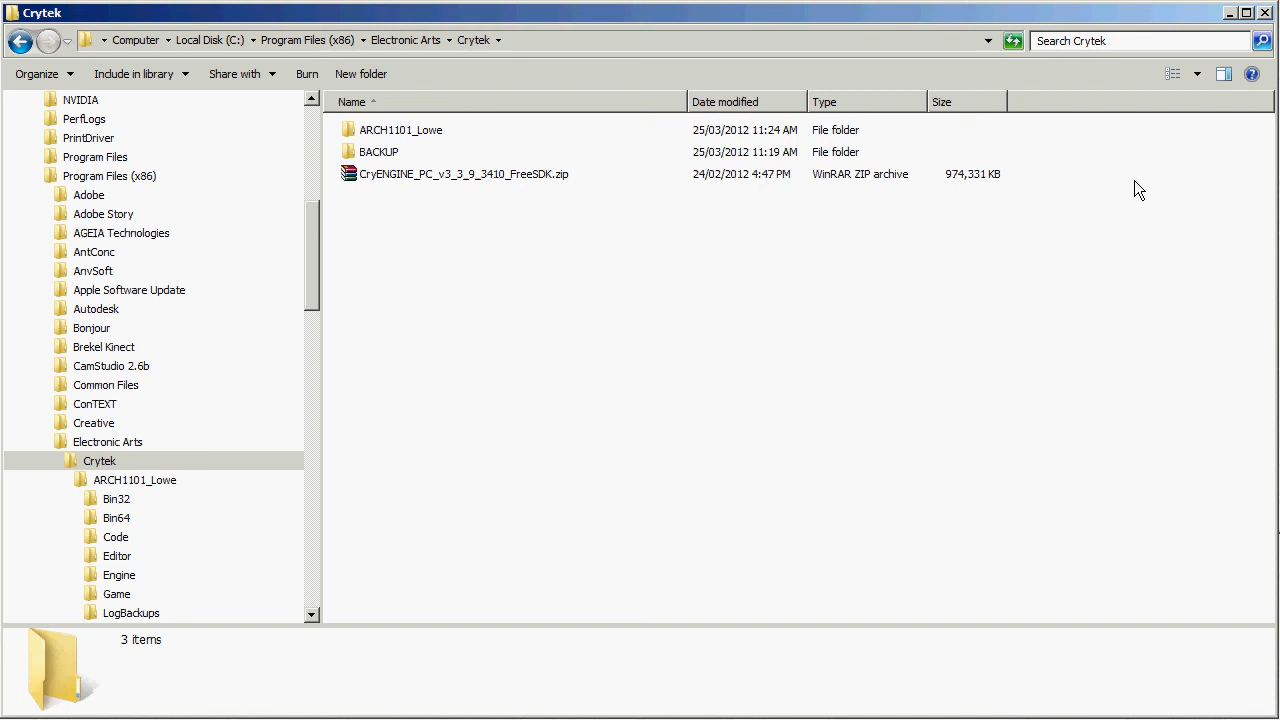 Crytek
Computer Local Disk (C:) Program Files (x86) Electronic Arts Crytek Search Crytek
Organize Include in library Share with Burn New folder
NVIDIA
PerfLogs
PrintDriver
Program Files
Program Files (x86)
Adobe
Adobe Story
AGEIA Technologies
AntConc
AnvSoft
Apple Software Update
Autodesk
Bonjour
Brekel Kinect
CamStudio 2.6b
Common Files
ConTEXT
Creative
Electronic Arts
Crytek
ARCH1101_Lowe
Bin32
Bin64
Code
Editor
Engine
Game
LogBackups
Name Date modified Type Size
ARCH1101_Lowe 25/03/2012 11:24 AM File folder
BACKUP 25/03/2012 11:19 AM File folder
CryENGINE_PC_v3_3_9_3410_FreeSDK.zip 24/02/2012 4:47 PM WinRAR ZIP archive 974,331 KB
3 items